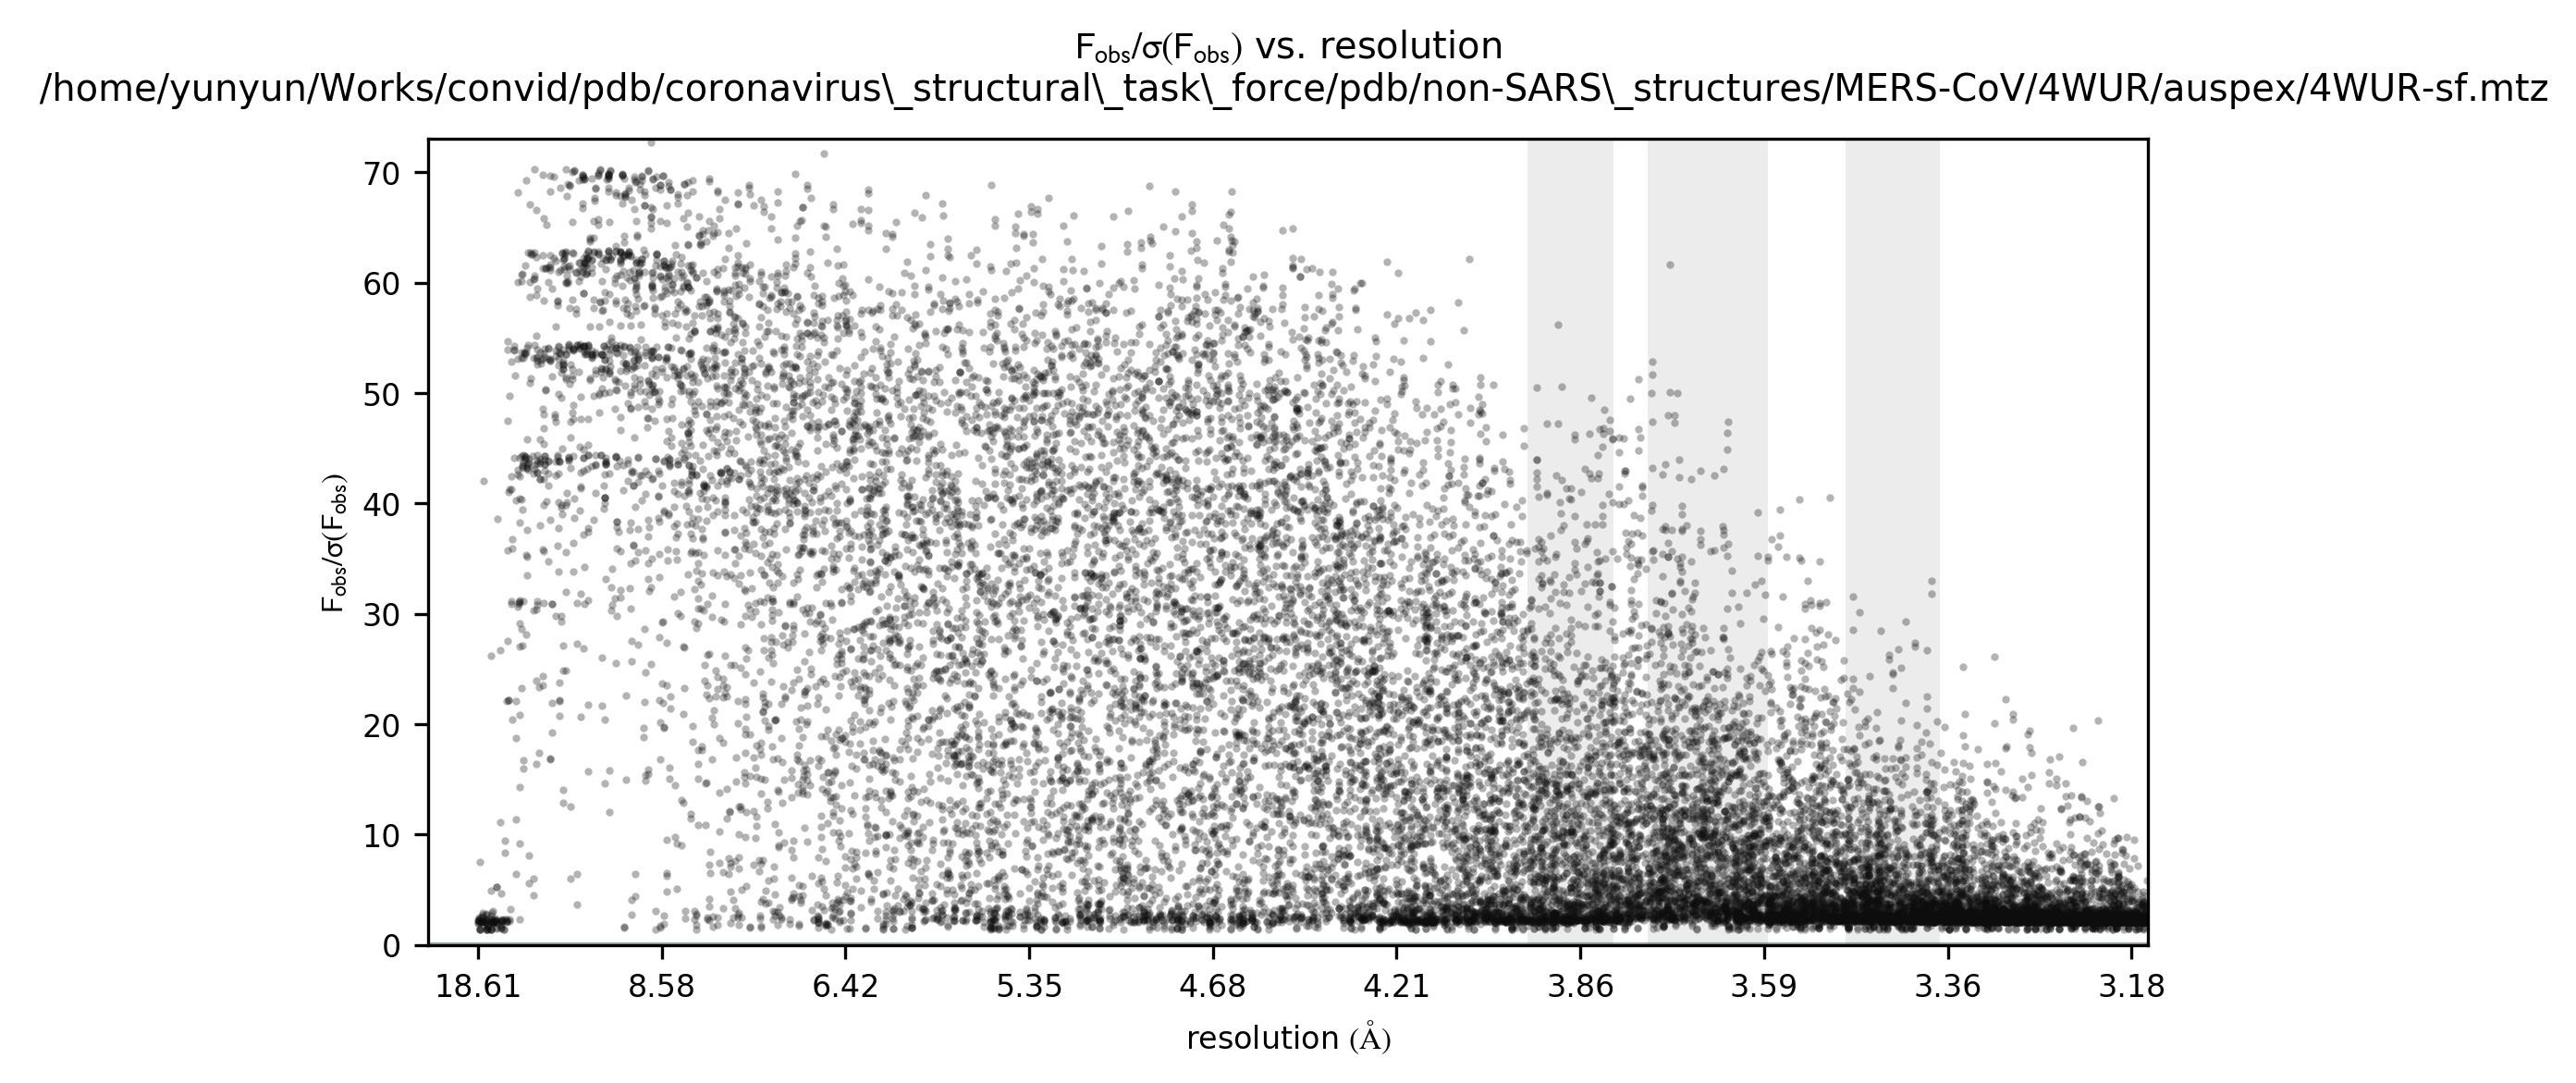 Fobs/σ(Fobs) vs. resolution
/home/yunyun/Works/convid/pdb/coronavirus\_structural\_task\_force/pdb/non-SARS\_structures/MERS-CoV/4WUR/auspex/4WUR-sf.mtz
70
60
50
40
30
20
10
0
Fobs/σ(Fobs)
18.61 8.58 6.42 5.35 4.68 4.21 3.86 3.59 3.36 3.18
resolution (Å)